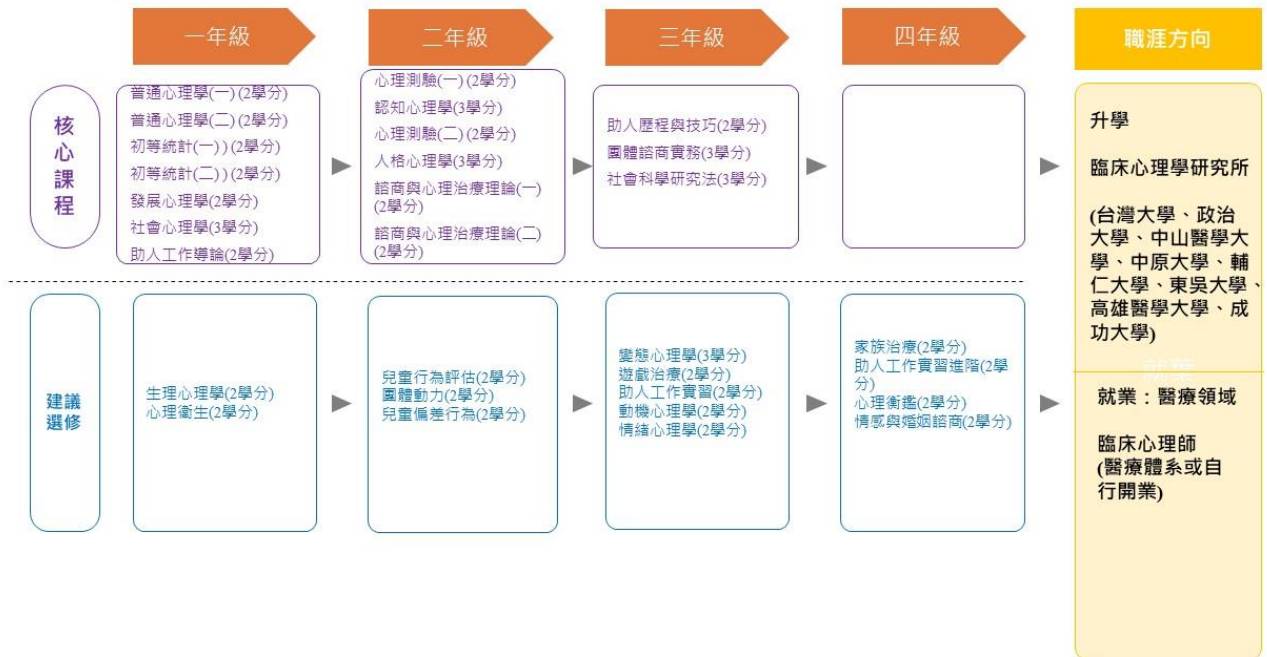 一年級
二年級
三年級
四年級
職涯方向
核
心
課
程
普通心理學(一)(2學分)
普通心理學(二)(2學分)
初等統計(一))(2學分)
初等統計(二))(2學分)
發展心理學(2學分)
社會心理學(3學分)
助人工作導論(2學分)
心理測驗(一)(2學分)
認知心理學(3學分)
心理測驗(二)(2學分)
人格心理學(3學分)
諮商與心理治療理論(一)
(2學分)
諮商與心理治療理論(二)
(2學分)
助人歷程與技巧(2學分)
團體諮商實務(3學分)
社會科學研究法(3學分)
升學
臨床心理學研究所
(台灣大學、政治
大學、中山醫學大
學、中原大學、輔
仁大學、東吳大學、
高雄醫學大學、成
功大學)
建議
選修
生理心理學(2學分)
心理衛生(2學分)
兒童行為評估(2學分)
團體動力(2學分)
兒童偏差行為(2學分)
變態心理學(3學分)
遊戲治療(2學分)
助人工作實習(2學分)
動機心理學(2學分)
情緒心理學(2學分)
家族治療(2學分)
助人工作實習進階(2學
分)
心理衡鑑(2學分)
情感與婚姻諮商(2學分)
就業
就業：醫療領域
臨床心理師
(醫療體系或自
行開業)